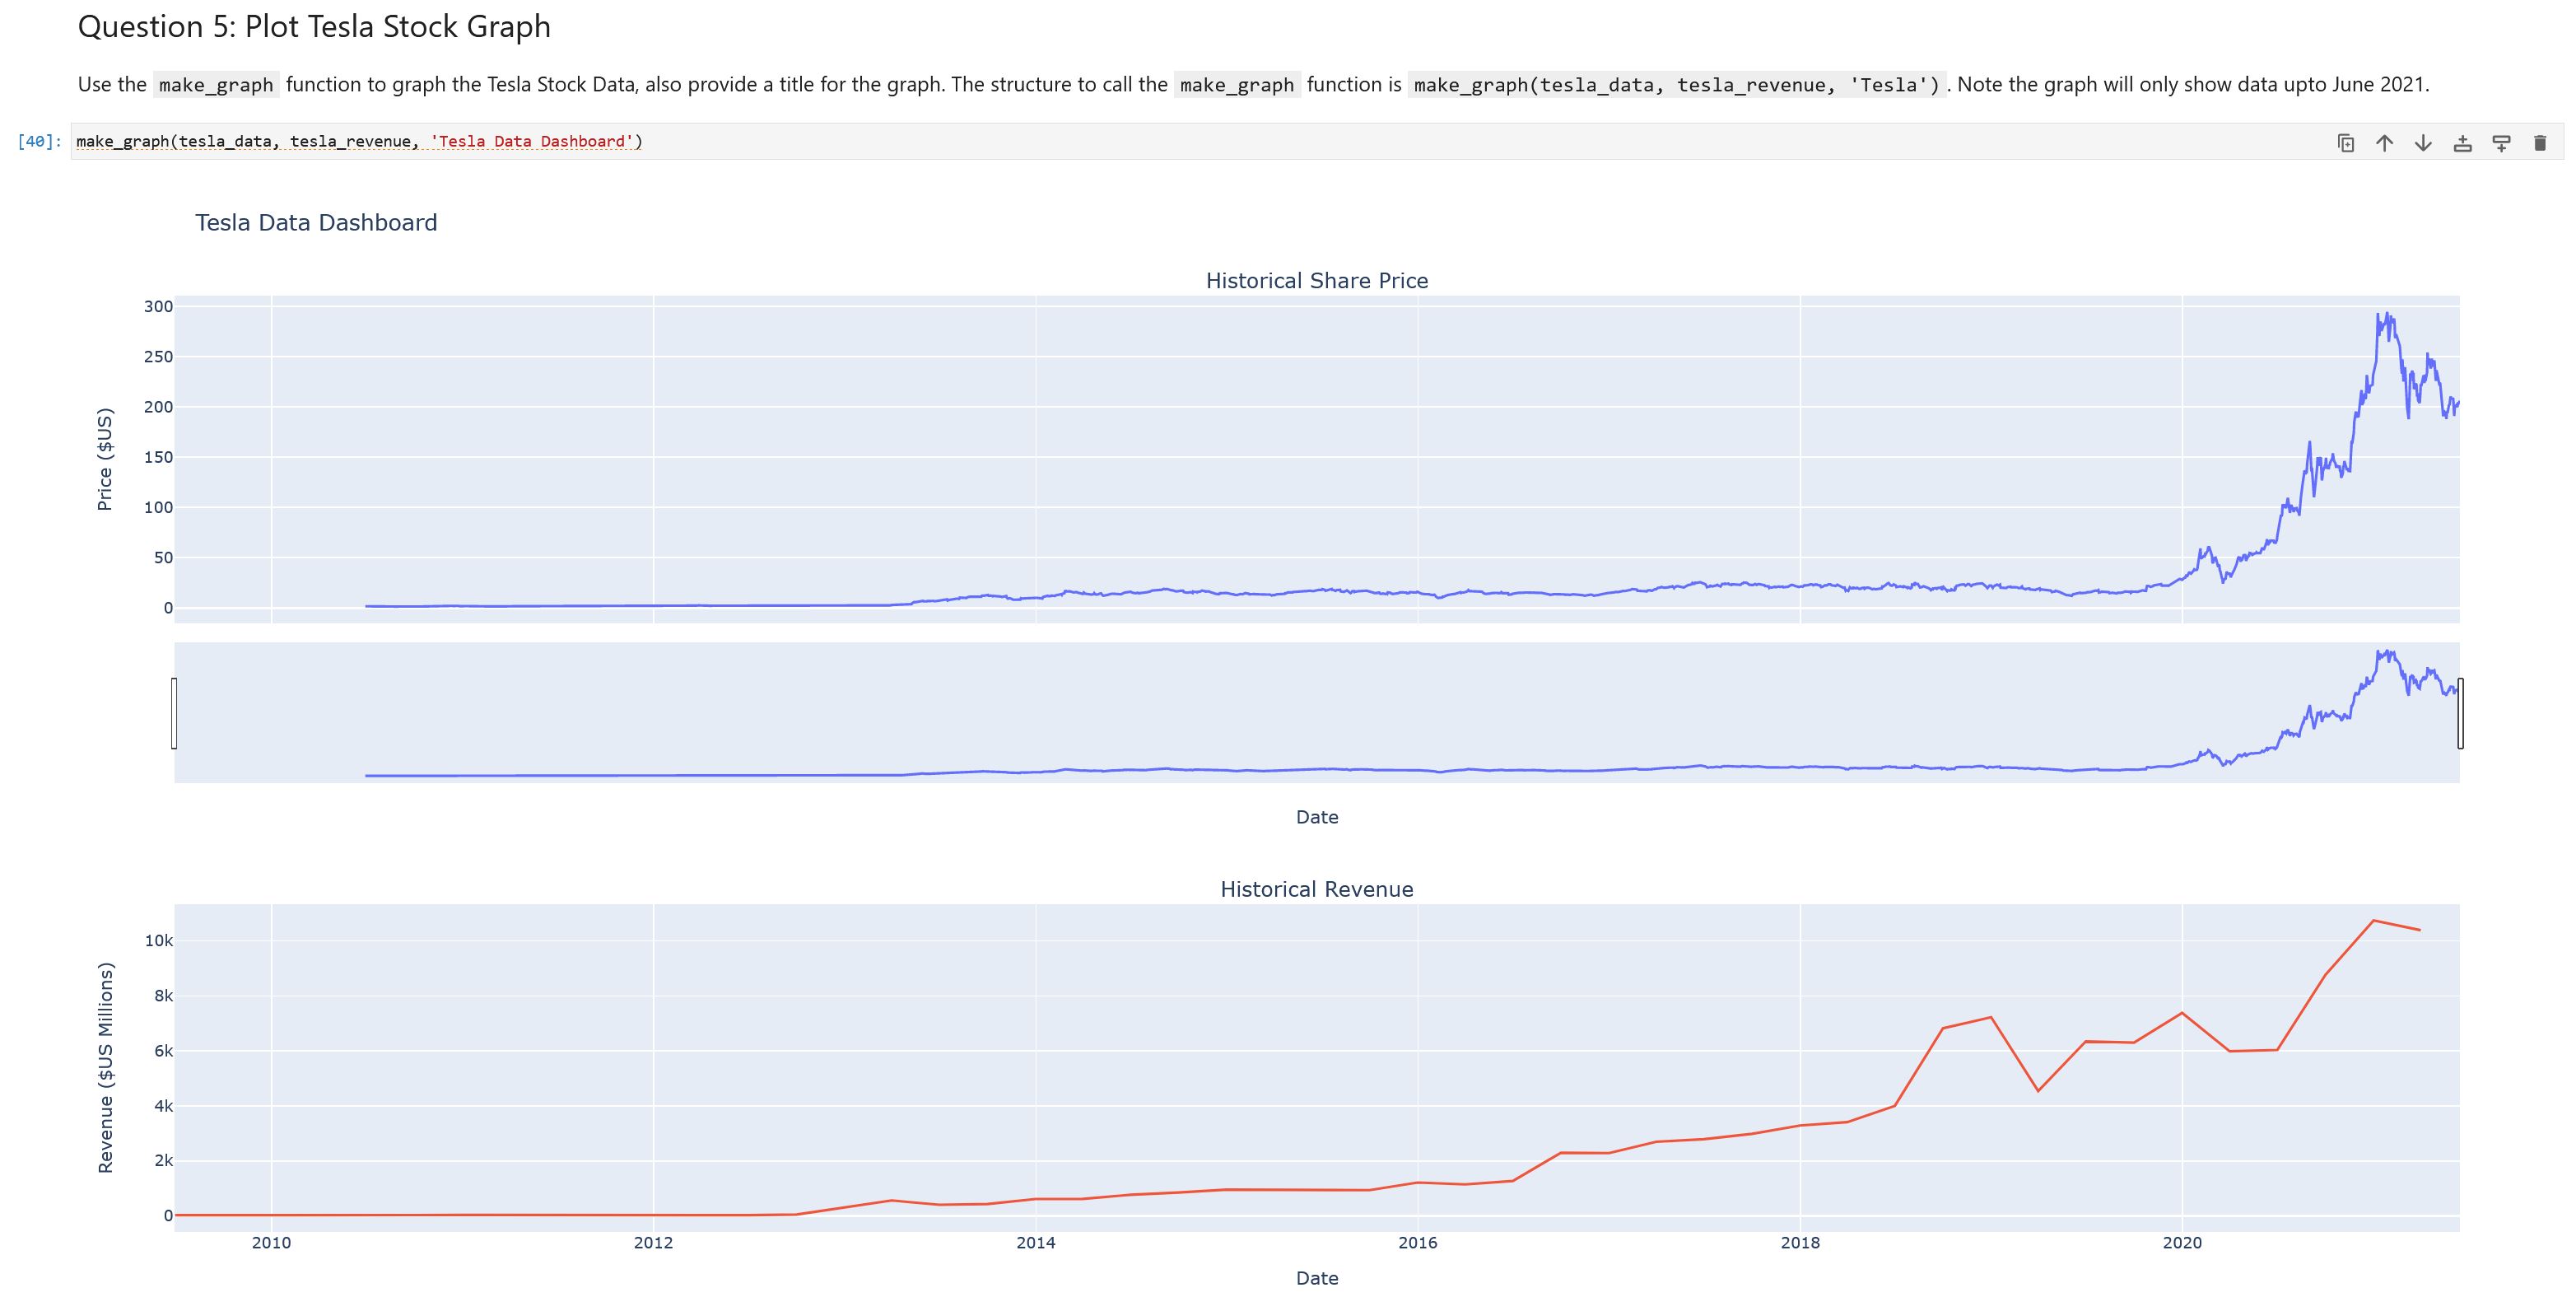 Question 5: Plot Tesla Stock Graph
Use the make_graph function to graph the Tesla Stock Data, also provide a title for the graph. The structure to call the make_graph function is make_graph(tesla_data, tesla_revenue, 'Tesla'). Note the graph will only show data upto June 2021.
[40]: make_graph(tesla_data, tesla_revenue, 'Tesla Data Dashboard')
Tesla Data Dashboard
Historical Share Price
Price ($US)
300
250
200
150
100
50
0
Date
Historical Revenue
Revenue ($US Millions)
10k
8k
6k
4k
2k
0
2010 2012 2014 2016 2018 2020
Date